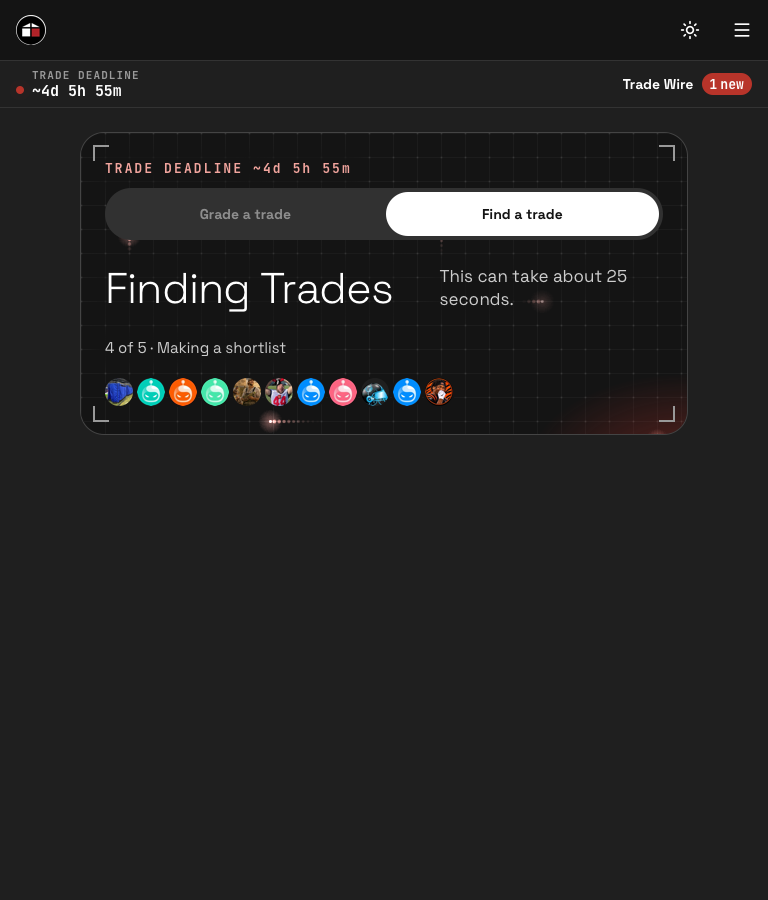 TRADE DEADLINE
~4d 5h 55m
Trade Wire
1 new
TRADE DEADLINE ~4d 5h 55m
Grade a trade
Find a trade
Finding Trades
This can take about 25
seconds.
4 of 5 · Making a shortlist